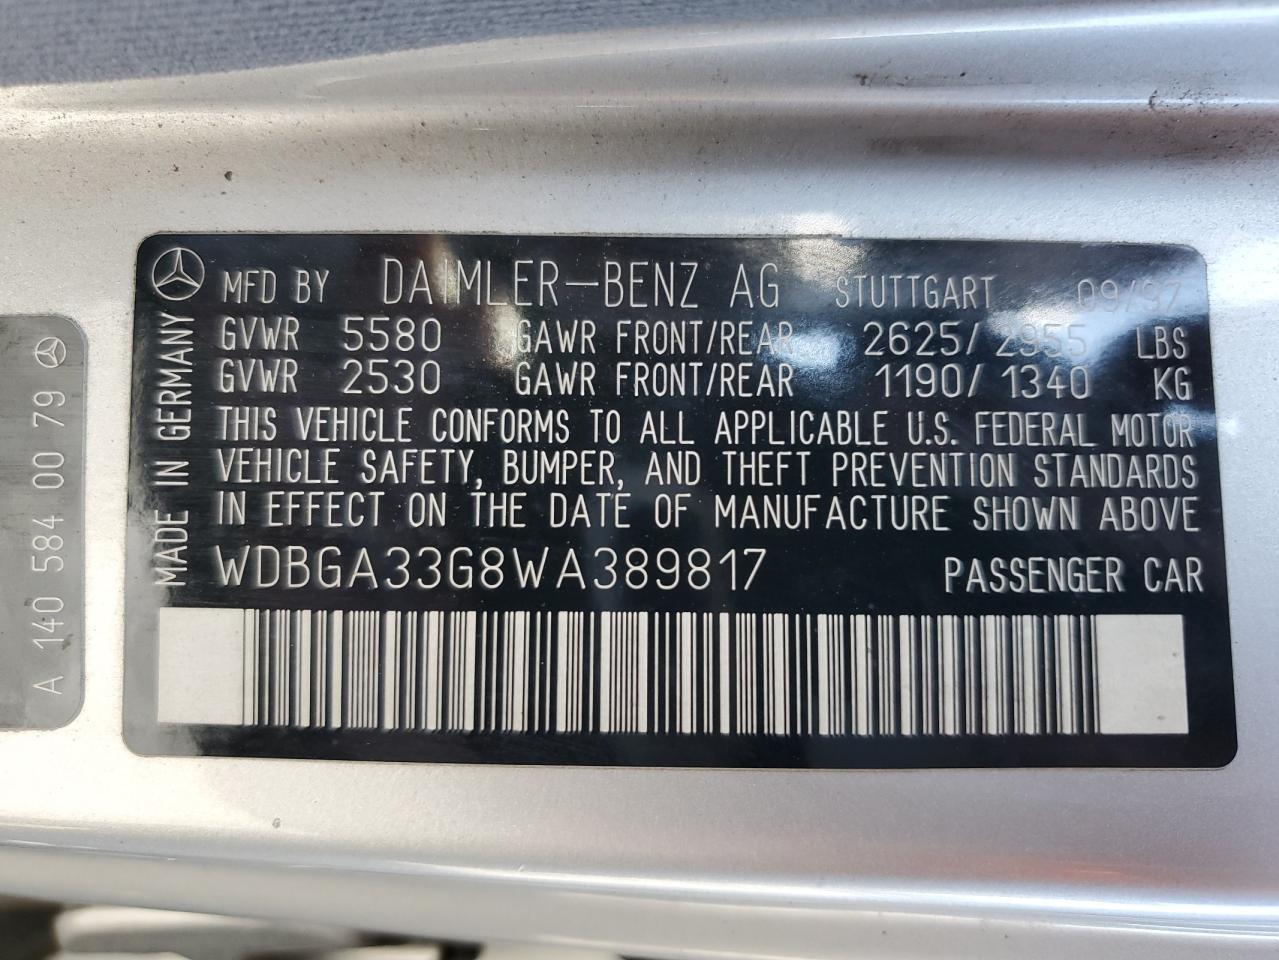 MFD BY DAIMLER-BENZ AG STUTTGART 09/97
GVWR 5580 GAWR FRONT/REAR 2625/2955 LBS
GVWR 2530 GAWR FRONT/REAR 1190/1340 KG
THIS VEHICLE CONFORMS TO ALL APPLICABLE U.S. FEDERAL MOTOR
VEHICLE SAFETY, BUMPER, AND THEFT PREVENTION STANDARDS
IN EFFECT ON THE DATE OF MANUFACTURE SHOWN ABOVE
WDBGA33G8WA389817 PASSENGER CAR
MADE IN GERMANY
A 140 584 00 79